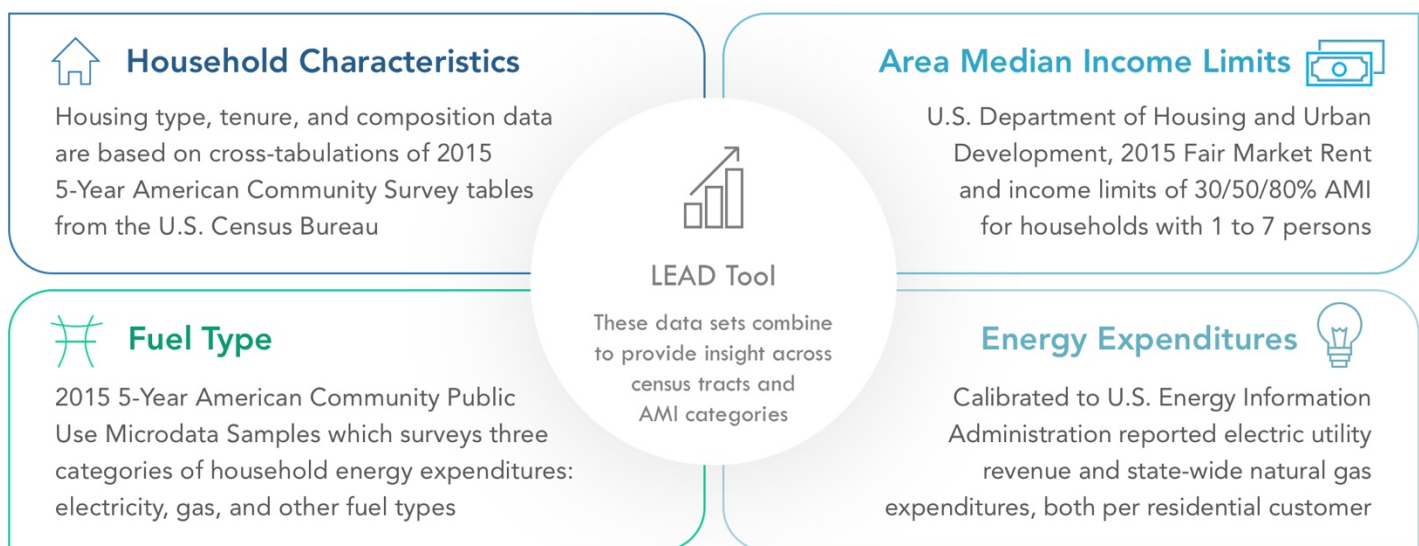 Household Characteristics
Housing type, tenure, and composition data
are based on cross-tabulations of 2015
5-Year American Community Survey tables
from the U.S. Census Bureau
Area Median Income Limits
U.S. Department of Housing and Urban
Development, 2015 Fair Market Rent
and income limits of 30/50/80% AMI
for households with 1 to 7 persons
LEAD Tool
These data sets combine
to provide insight across
census tracts and
AMI categories
Fuel Type
2015 5-Year American Community Public
Use Microdata Samples which surveys three
categories of household energy expenditures:
electricity, gas, and other fuel types
Energy Expenditures
Calibrated to U.S. Energy Information
Administration reported electric utility
revenue and state-wide natural gas
expenditures, both per residential customer